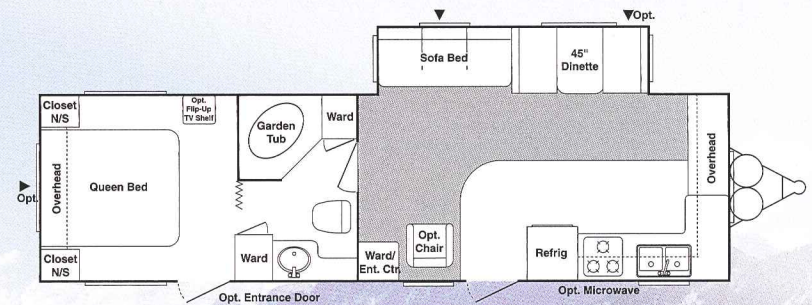 Opt.
Sofa Bed
45"
Dinette
Closet
N/S
Opt.
Flip-Up
TV Shelf
Garden
Tub
Ward
Overhead
Queen Bed
Opt.
Overhead
Opt.
Chair
Ward
Ward/
Ent. Ctr.
Refrig
Closet
N/S
Opt. Entrance Door
Opt. Microwave